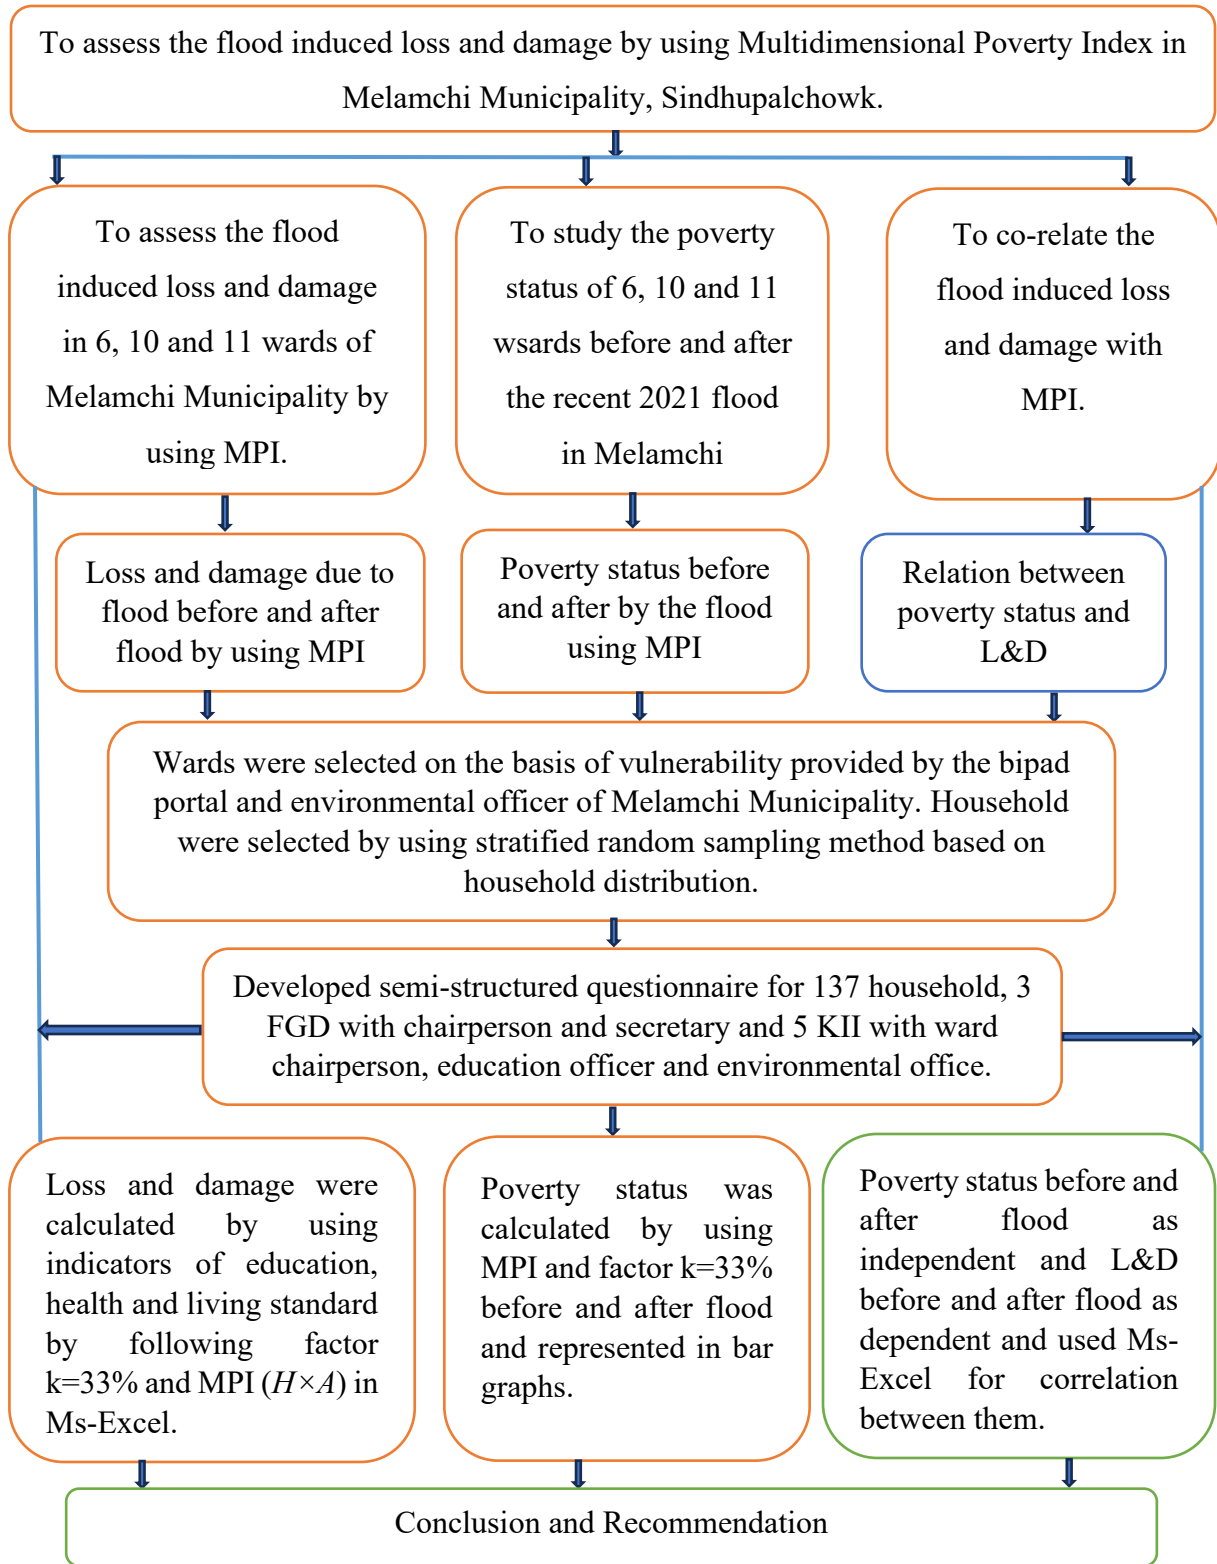 To assess the flood induced loss and damage by using Multidimensional Poverty Index in
Melamchi Municipality, Sindhupalchowk.
To assess the flood
induced loss and damage
in 6, 10 and 11 wards of
Melamchi Municipality by
using MPI.
To study the poverty
status of 6, 10 and 11
wsards before and after
the recent 2021 flood
in Melamchi
To co-relate the
flood induced loss
and damage with
MPI.
Loss and damage due to
flood before and after
flood by using MPI
Poverty status before
and after by the flood
using MPI
Relation between
poverty status and
L&D
Wards were selected on the basis of vulnerability provided by the bipad
portal and environmental officer of Melamchi Municipality. Household
were selected by using stratified random sampling method based on
household distribution.
Developed semi-structured questionnaire for 137 household, 3
FGD with chairperson and secretary and 5 KII with ward
chairperson, education officer and environmental office.
Loss and damage were
calculated by using
indicators of education,
health and living standard
by following factor
k=33% and MPI (H×A) in
Ms-Excel.
Poverty status was
calculated by using
MPI and factor k=33%
before and after flood
and represented in bar
graphs.
Poverty status before and
after flood as
independent and L&D
before and after flood as
dependent and used Ms-
Excel for correlation
between them.
Conclusion and Recommendation